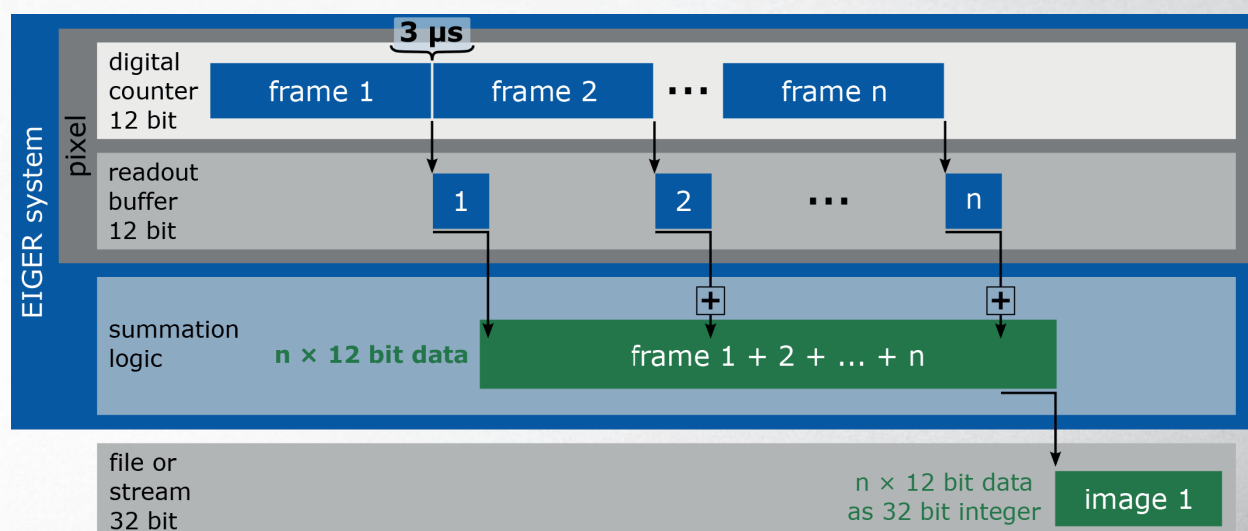 EIGER system
pixel
3 µs
digital
counter
12 bit
frame 1
frame 2
...
frame n
readout
buffer
12 bit
1
2
...
n
+
+
summation
logic
n × 12 bit data
frame 1 + 2 + ... + n
file or
stream
32 bit
n × 12 bit data
as 32 bit integer
image 1